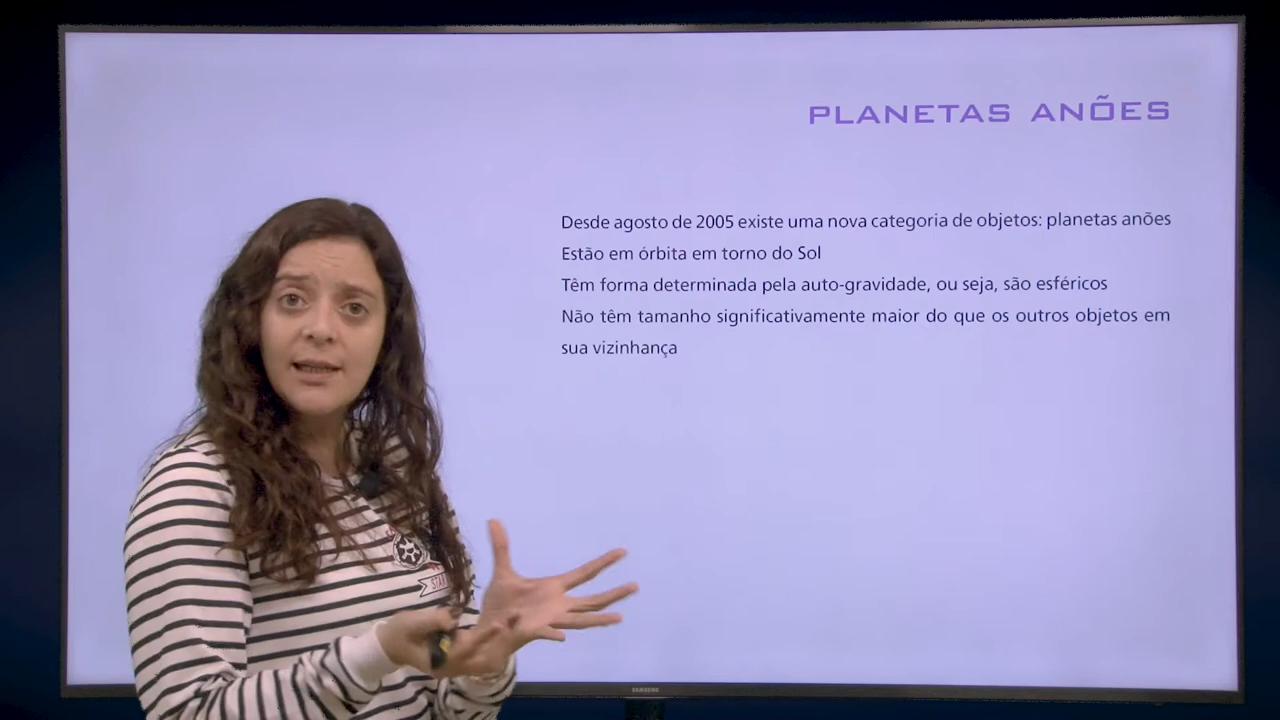 PLANETAS ANÕES
Desde agosto de 2005 existe uma nova categoria de objetos: planetas anões
Estão em órbita em torno do Sol
Têm forma determinada pela auto-gravidade, ou seja, são esféricos
Não têm tamanho significativamente maior do que os outros objetos em
sua vizinhança
STAR
SAMSUNG